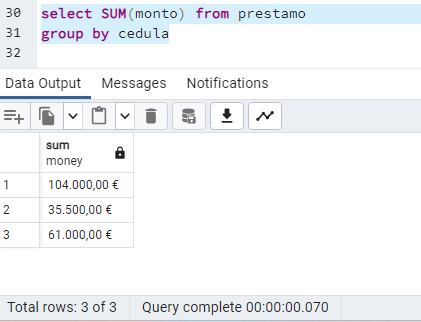 30 select SUM(monto) from prestamo
31 group by cedula
32
Data Output Messages Notifications
sum
money
1 104.000,00 €
2 35.500,00 €
3 61.000,00 €
Total rows: 3 of 3 Query complete 00:00:00.070